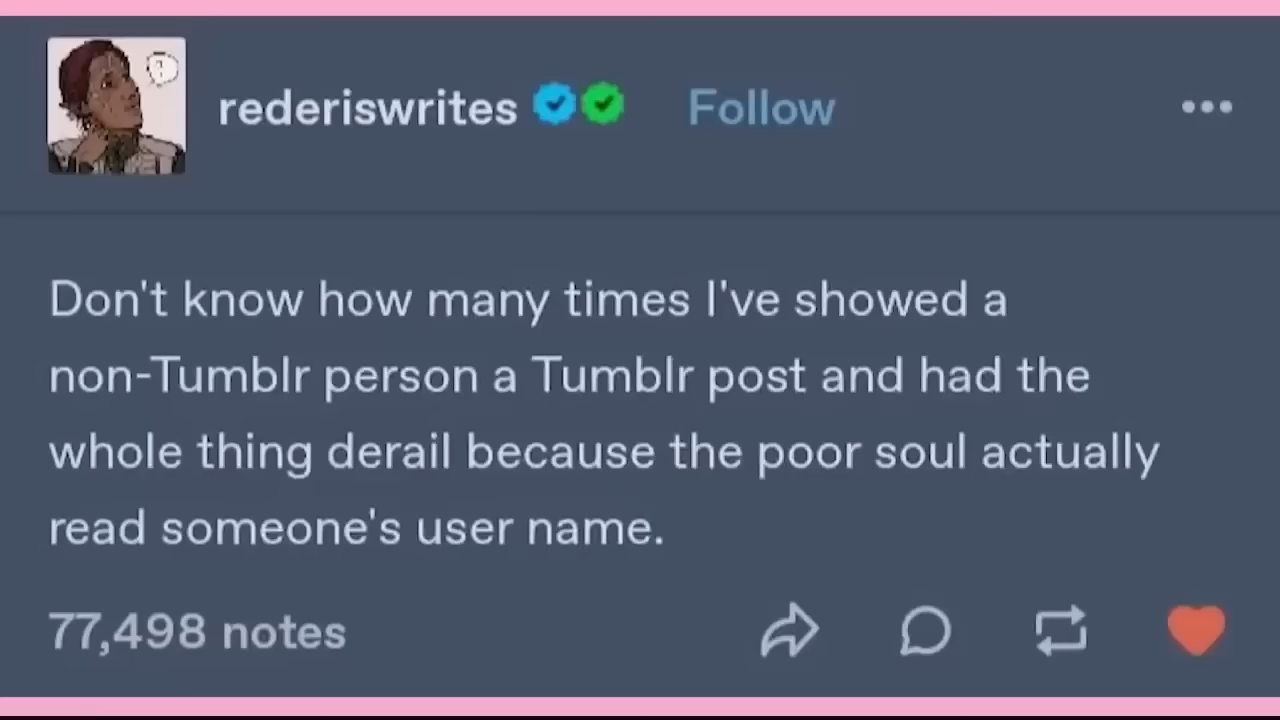 rederiswrites Follow
Don't know how many times I've showed a
non-Tumblr person a Tumblr post and had the
whole thing derail because the poor soul actually
read someone's user name.
77,498 notes